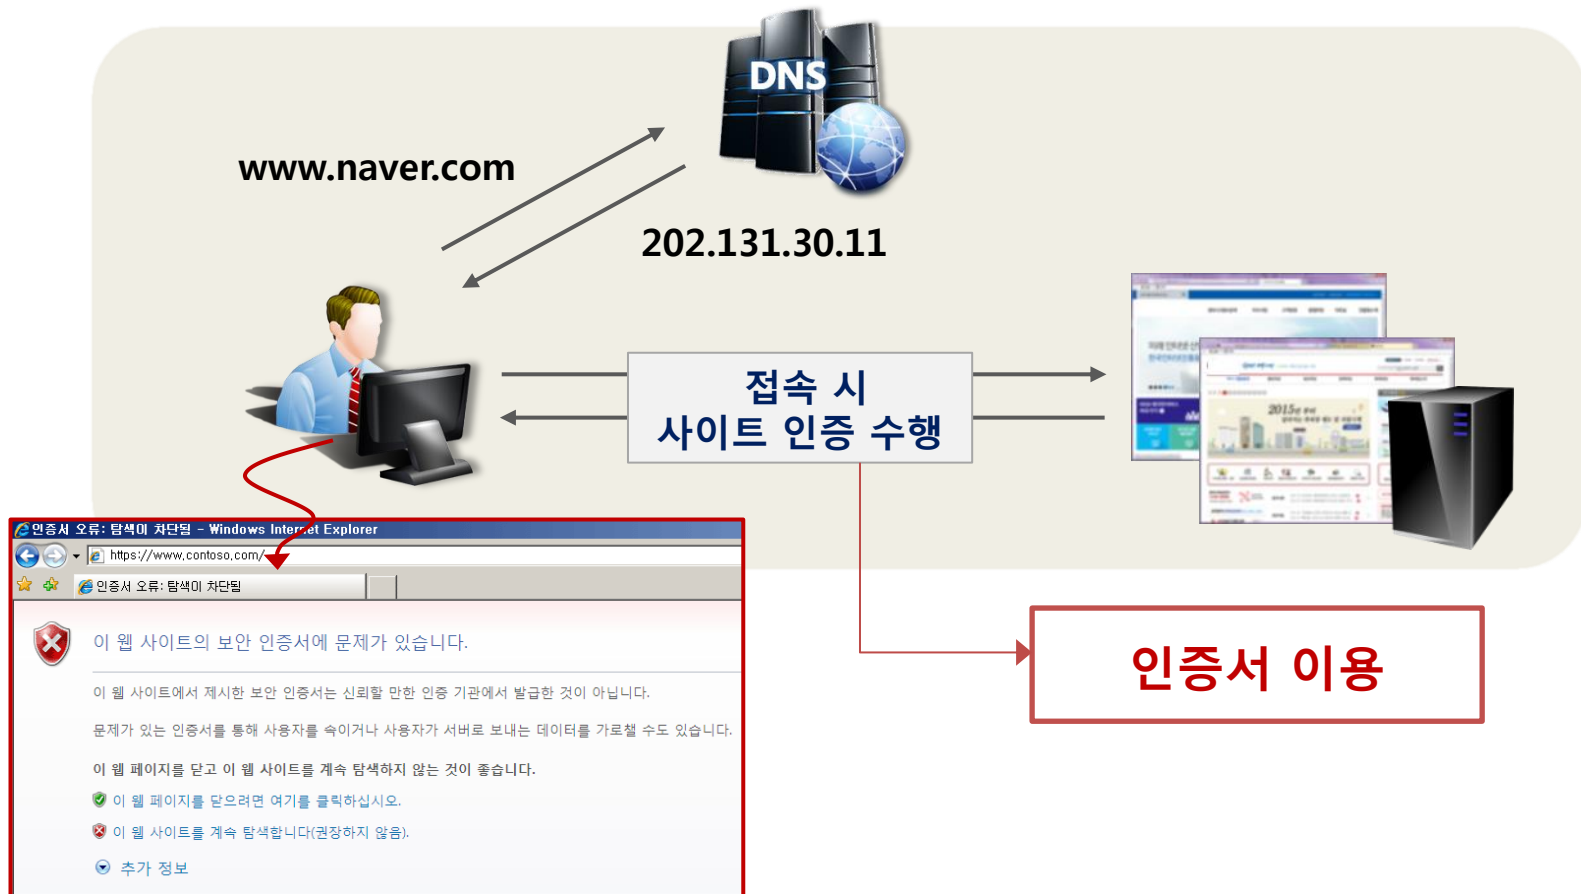 DNS
www.naver.com
202.131.30.11
접속 시
사이트 인증 수행
2015년
인증서 오류: 탐색이 차단됨 - Windows Internet Explorer
https://www.contoso.com/
인증서 오류: 탐색이 차단됨
이 웹 사이트의 보안 인증서에 문제가 있습니다.
이 웹 사이트에서 제시한 보안 인증서는 신뢰할 만한 인증 기관에서 발급한 것이 아닙니다.
문제가 있는 인증서를 통해 사용자를 속이거나 사용자가 서버로 보내는 데이터를 가로챌 수도 있습니다.
이 웹 페이지를 닫고 이 웹 사이트를 계속 탐색하지 않는 것이 좋습니다.
이 웹 페이지를 닫으려면 여기를 클릭하십시오.
이 웹 사이트를 계속 탐색합니다(권장하지 않음).
추가 정보
인증서 이용